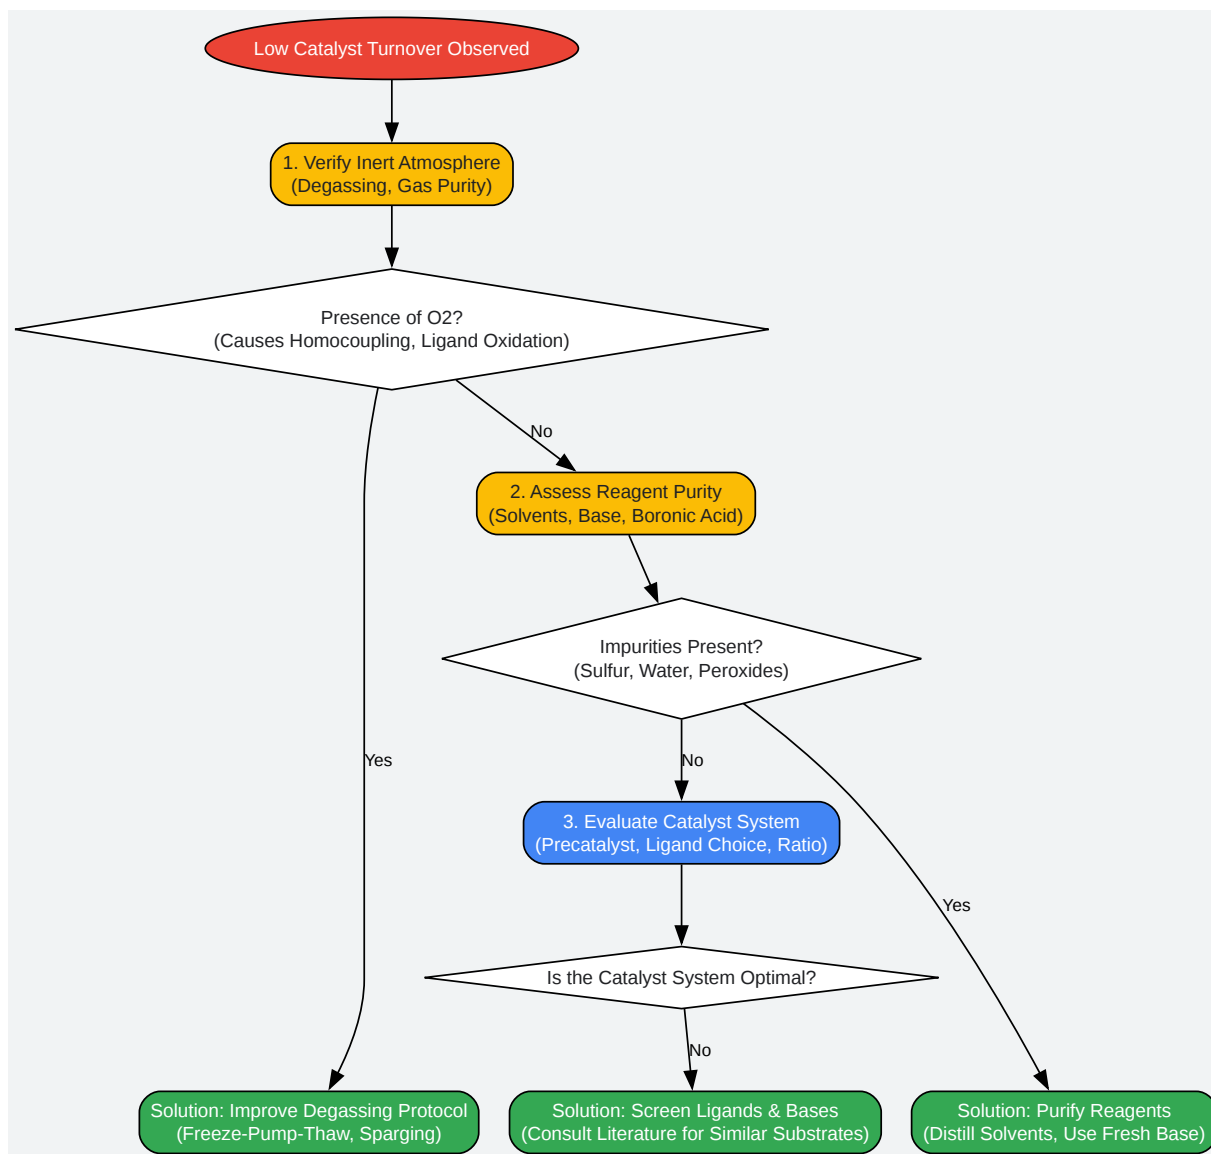 Low Catalyst Turnover Observed
1. Verify Inert Atmosphere
(Degassing, Gas Purity)
Presence of O2?
(Causes Homocoupling, Ligand Oxidation)
No
2. Assess Reagent Purity
(Solvents, Base, Boronic Acid)
Impurities Present?
(Sulfur, Water, Peroxides)
Yes
No
3. Evaluate Catalyst System
(Precatalyst, Ligand Choice, Ratio)
Yes
Is the Catalyst System Optimal?
No
Solution: Improve Degassing Protocol
(Freeze-Pump-Thaw, Sparging)
Solution: Screen Ligands & Bases
(Consult Literature for Similar Substrates)
Solution: Purify Reagents
(Distill Solvents, Use Fresh Base)